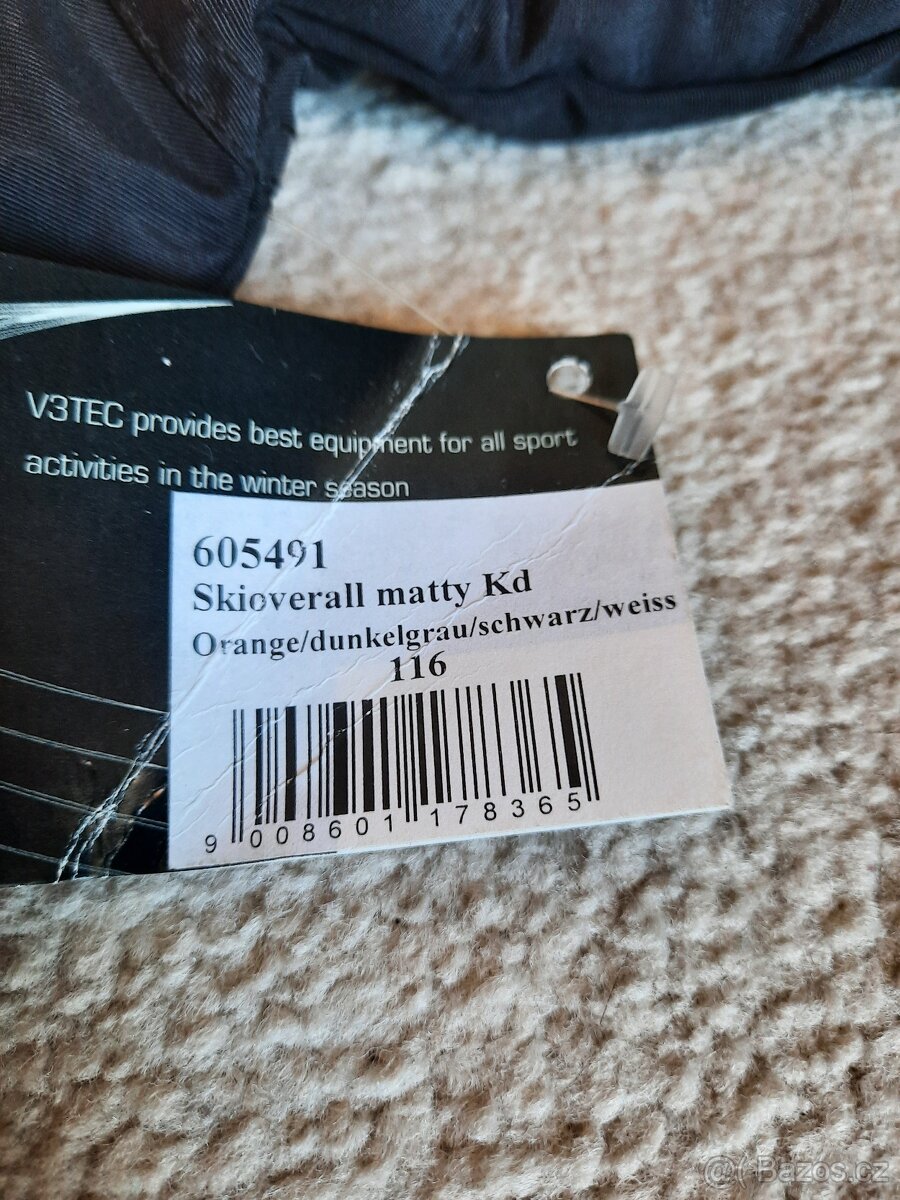 V3TEC provides best equipment for all sport
activities in the winter season
605491
Skioverall matty Kd
Orange/dunkelgrau/schwarz/weiss
116
9 008601 178365
Bazos.cz